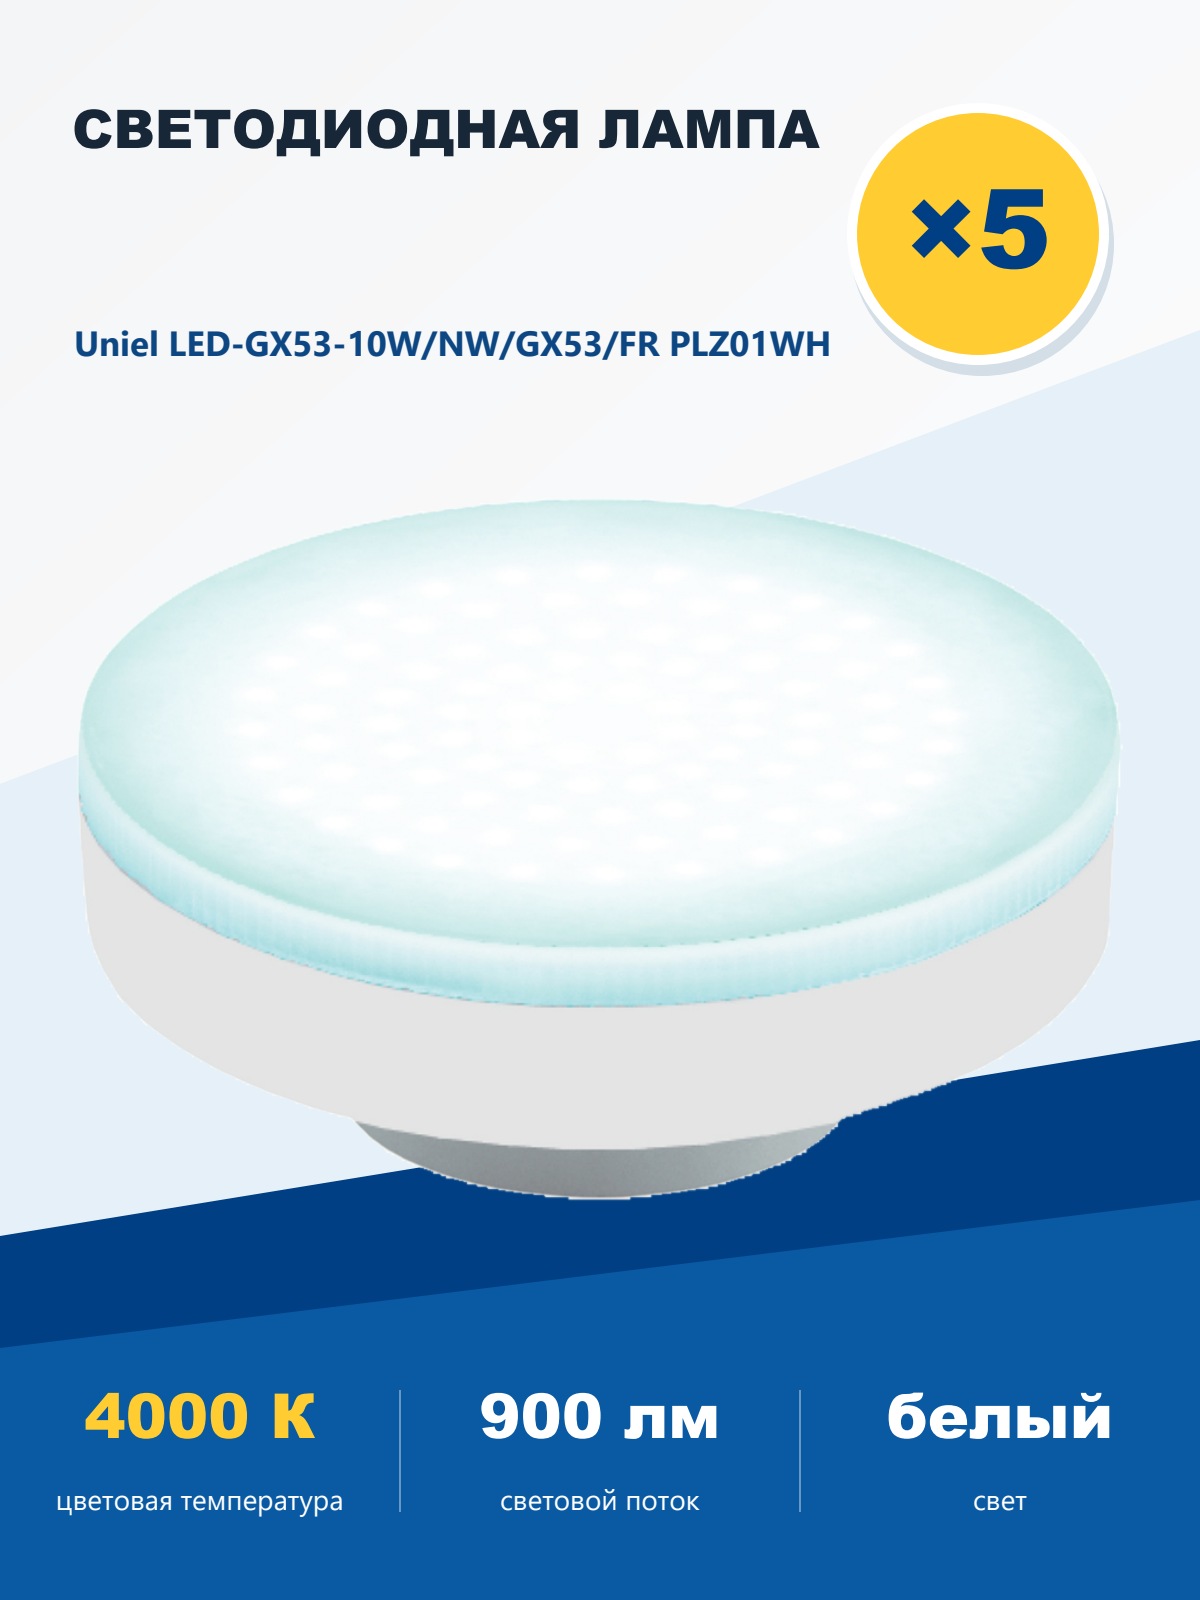 СВЕТОДИОДНАЯ ЛАМПА
×5
Uniel LED-GX53-10W/NW/GX53/FR PLZ01WH
4000 К
900 лм
белый
цветовая температура
световой поток
свет